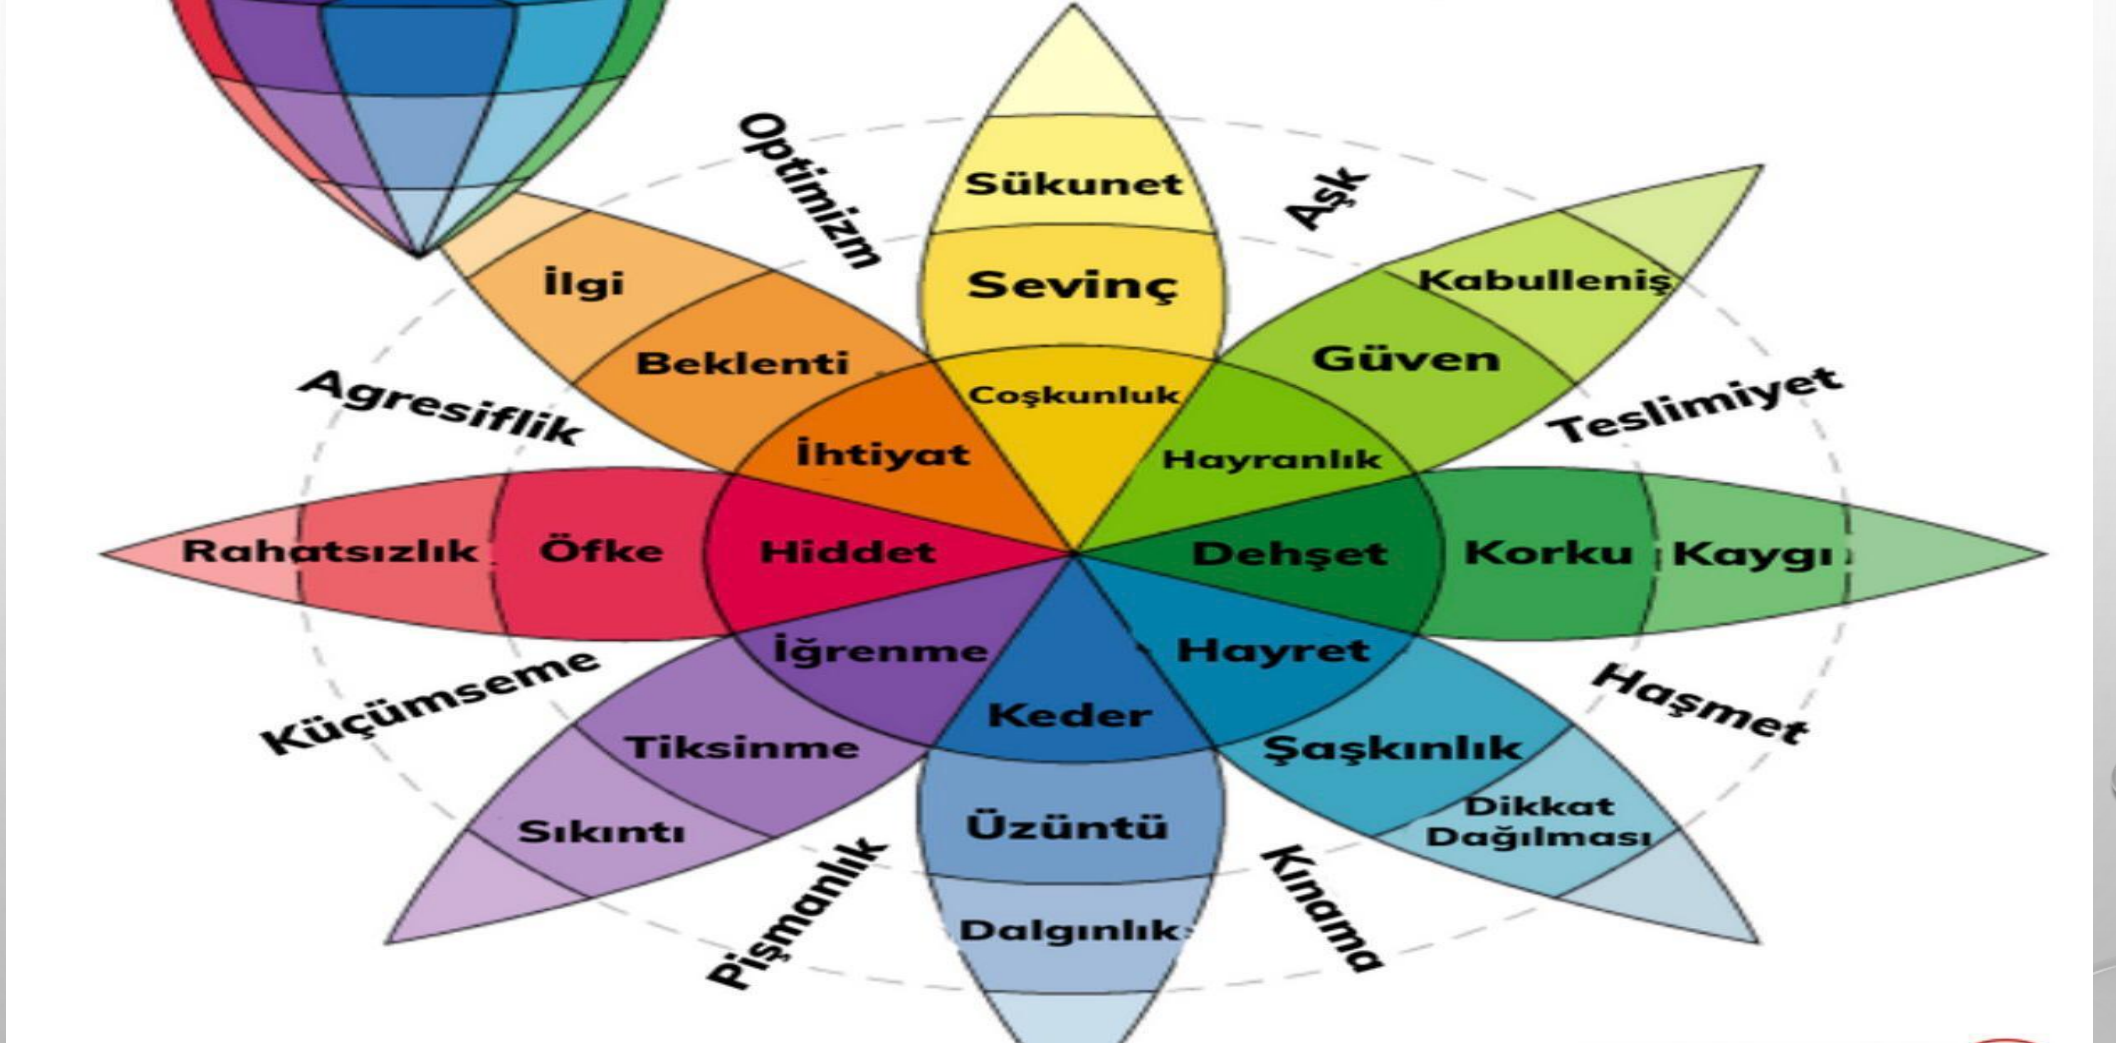 Optimizm
Aşk
Sükunet
Sevinç
Coşkunluk
İlgi
Beklenti
İhtiyat
Kabulleniş
Güven
Hayranlık
Agresiflik
Teslimiyet
Rahatsızlık
Öfke
Hiddet
Dehşet
Korku
Kaygı
İğrenme
Tiksinme
Sıkıntı
Keder
Üzüntü
Dalgınlık
Hayret
Şaşkınlık
Dikkat
Dağılması
Küçümseme
Haşmet
Pişmanlık
Kınama